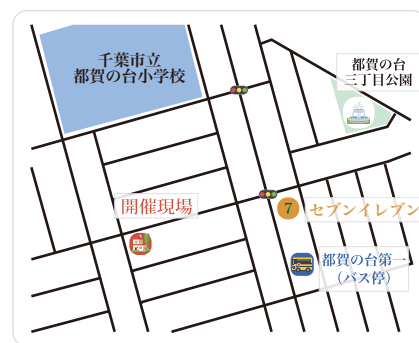 千葉市立
都賀の台小学校
都賀の台
三丁目公園
開催現場
7
セブンイレブン
都賀の台第一
（バス停）